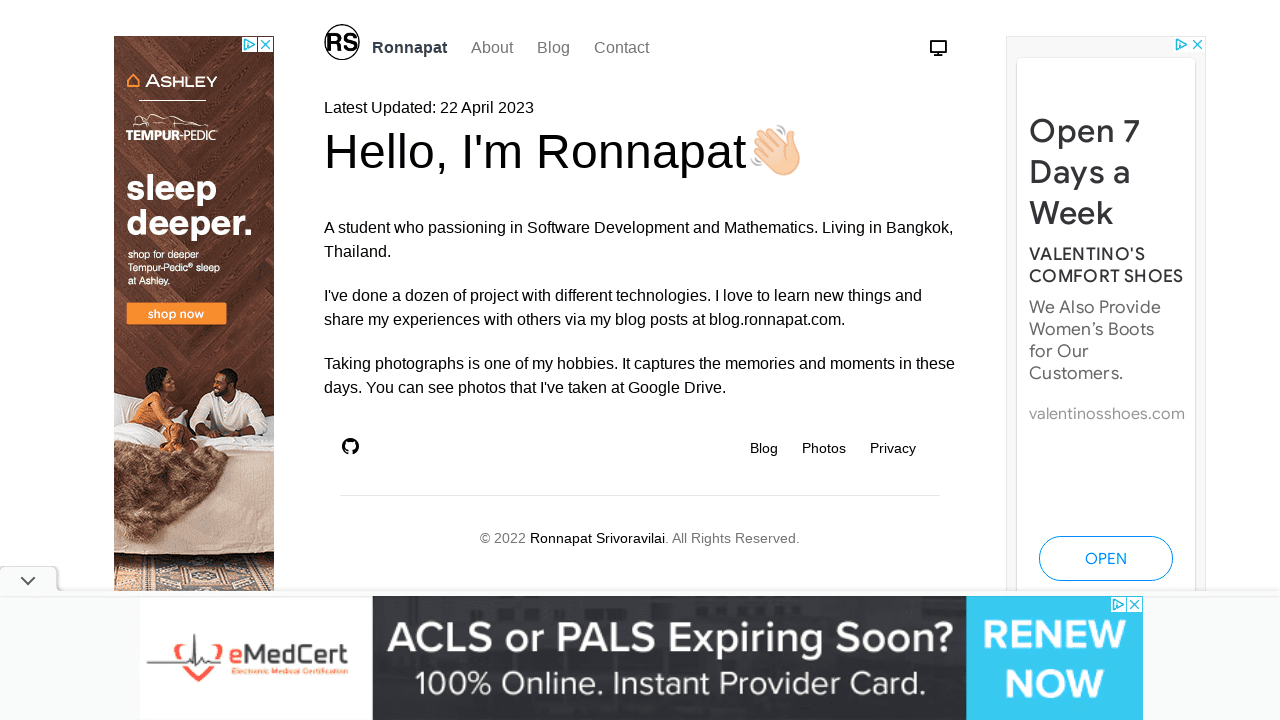 RS
Ronnapat About Blog Contact
Latest Updated: 22 April 2023
Hello, I'm Ronnapat👋🏻
A student who passioning in Software Development and Mathematics. Living in Bangkok,
Thailand.
I've done a dozen of project with different technologies. I love to learn new things and
share my experiences with others via my blog posts at blog.ronnapat.com.
Taking photographs is one of my hobbies. It captures the memories and moments in these
days. You can see photos that I've taken at Google Drive.
Blog Photos Privacy
© 2022 Ronnapat Srivoravilai. All Rights Reserved.
ASHLEY
TEMPUR-PEDIC
sleep
deeper.
shop for deeper
Tempur-Pedic® sleep
at Ashley.
shop now
Open 7
Days a
Week
VALENTINO'S
COMFORT SHOES
We Also Provide
Women's Boots
for Our
Customers.
valentinosshoes.com
OPEN
eMedCert
Electronic Medical Certification
ACLS or PALS Expiring Soon?
100% Online. Instant Provider Card.
RENEW
NOW